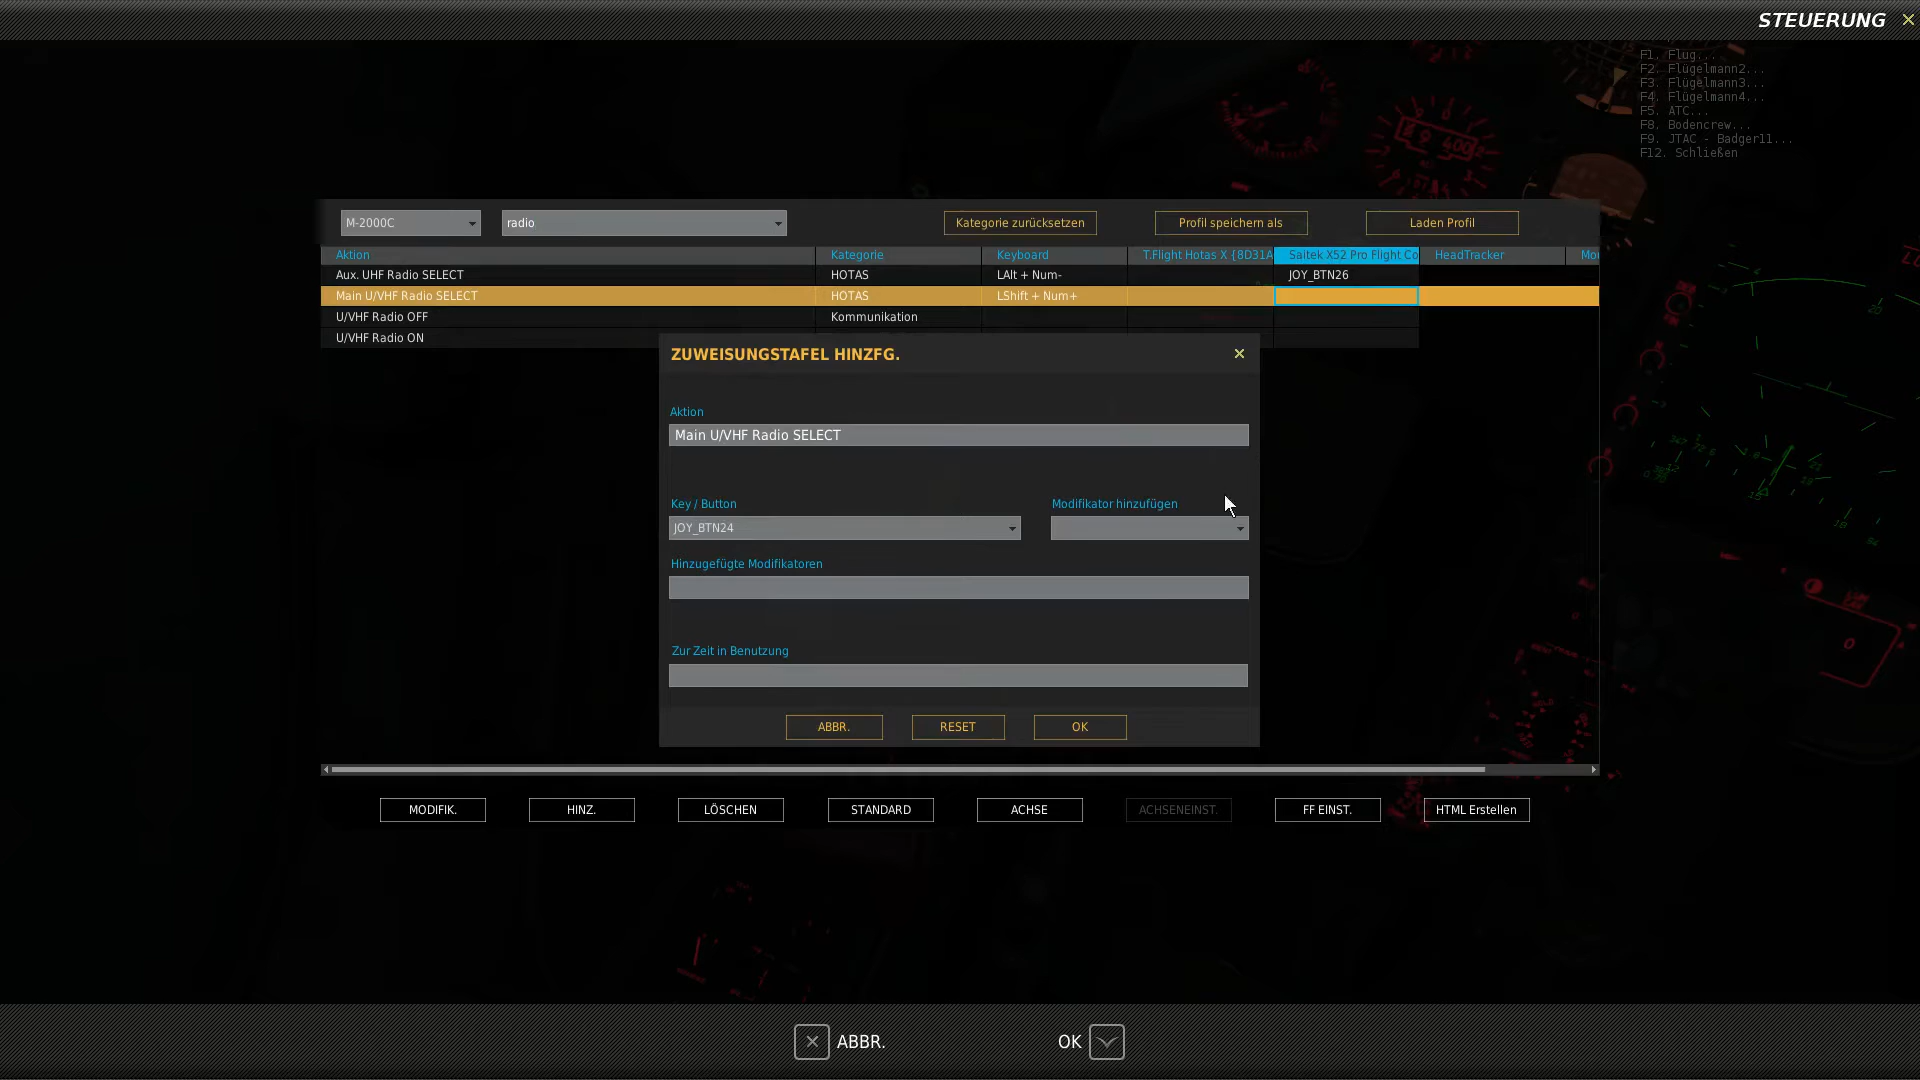 STEUERUNG
F1. Flug...
F2. Flügelmann2...
F3. Flügelmann3...
F4. Flügelmann4...
F5. ATC...
F8. Bodencrew...
F9. JTAC - Badger11...
F12. Schließen
M-2000C radio Kategorie zurücksetzen Profil speichern als Laden Profil
Aktion Kategorie Keyboard T.Flight Hotas X {8D31A Saitek X52 Pro Flight Co HeadTracker Mou
Aux. UHF Radio SELECT HOTAS LAlt + Num- JOY_BTN26
Main U/VHF Radio SELECT HOTAS LShift + Num+
U/VHF Radio OFF Kommunikation
U/VHF Radio ON
ZUWEISUNGSTAFEL HINZFG.
Aktion
Main U/VHF Radio SELECT
Key / Button Modifikator hinzufügen
JOY_BTN24
Hinzugefügte Modifikatoren
Zur Zeit in Benutzung
ABBR. RESET OK
MODIFIK. HINZ. LÖSCHEN STANDARD ACHSE ACHSENEINST. FF EINST. HTML Erstellen
ABBR. OK